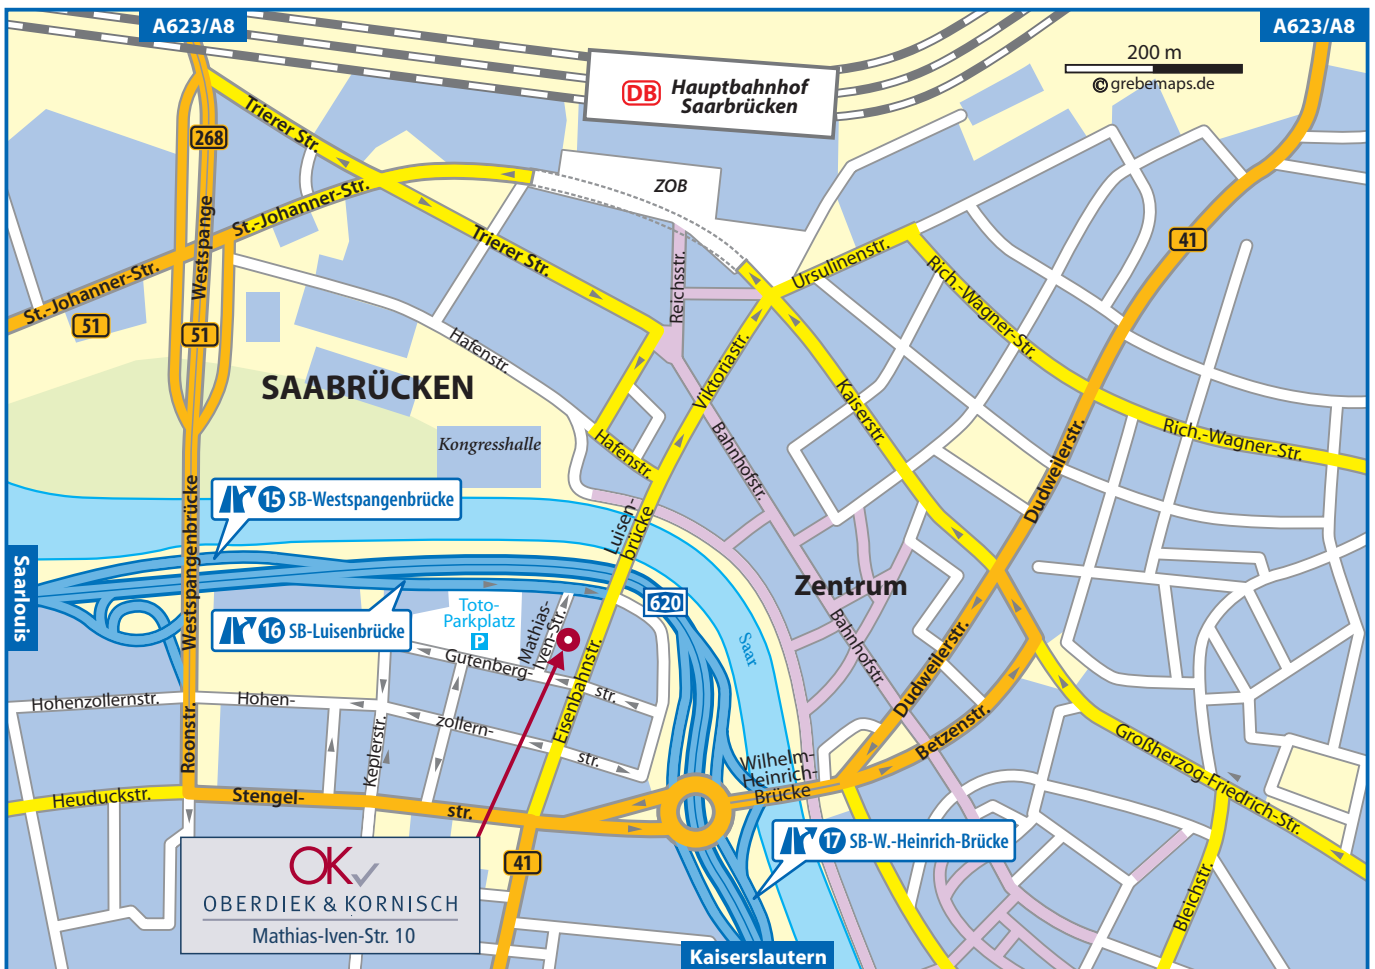 A623/A8
A623/A8
200 m
© grebemaps.de
DB Hauptbahnhof
Saarbrücken
268
Trierer Str.
ZOB
Westspange
St.-Johanner-Str.
Trierer Str.
41
Ursulinenstr.
Reichsstr.
Rich.-Wagner-Str.
St.-Johanner-Str.
51
51
Hafenstr.
Viktoriastr.
SAABRÜCKEN
Kaiserstr.
Kongresshalle
Hafenstr.
Bahnhofstr.
Rich.-Wagner-Str.
Dudweilerstr.
15 SB-Westspangenbrücke
Westspangenbrücke
Luisen-
brücke
Saarlouis
Zentrum
620
Toto-
Parkplatz
P
Mathias-
Iven-Str.
16 SB-Luisenbrücke
Saar
Bahnhofstr.
Gutenberg-
str.
Eisenbahnstr.
Dudweilerstr.
Betzenstr.
Hohenzollernstr.
Hohen-
zollern-
str.
Roonstr.
Keplerstr.
Wilhelm-
Heinrich-
Brücke
Großherzog-Friedrich-Str.
Heuduckstr.
Stengel-
str.
17 SB-W.-Heinrich-Brücke
41
Bleichstr.
OK
OBERDIEK & KORNISCH
Mathias-Iven-Str. 10
Kaiserslautern